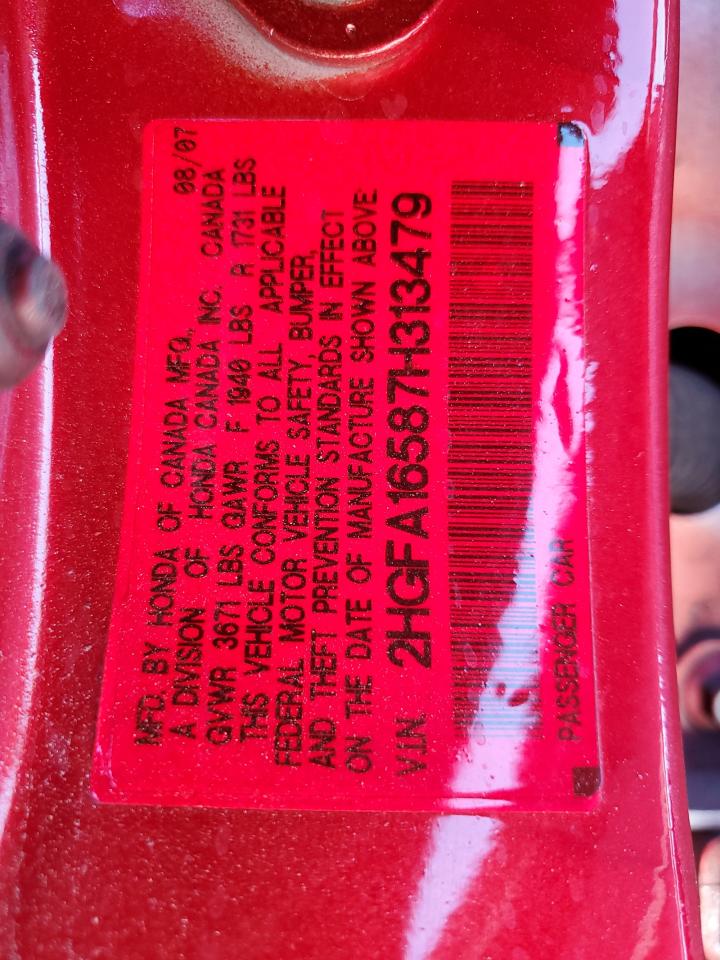 MFD. BY HONDA OF CANADA MFG., 08/07
A DIVISION OF HONDA CANADA INC. CANADA
GVWR 3671 LBS GAWR F 1940 LBS R 1731 LBS
THIS VEHICLE CONFORMS TO ALL APPLICABLE
FEDERAL MOTOR VEHICLE SAFETY, BUMPER,
AND THEFT PREVENTION STANDARDS IN EFFECT
ON THE DATE OF MANUFACTURE SHOWN ABOVE
V.I.N. 2HGFA16587H313479
PASSENGER CAR